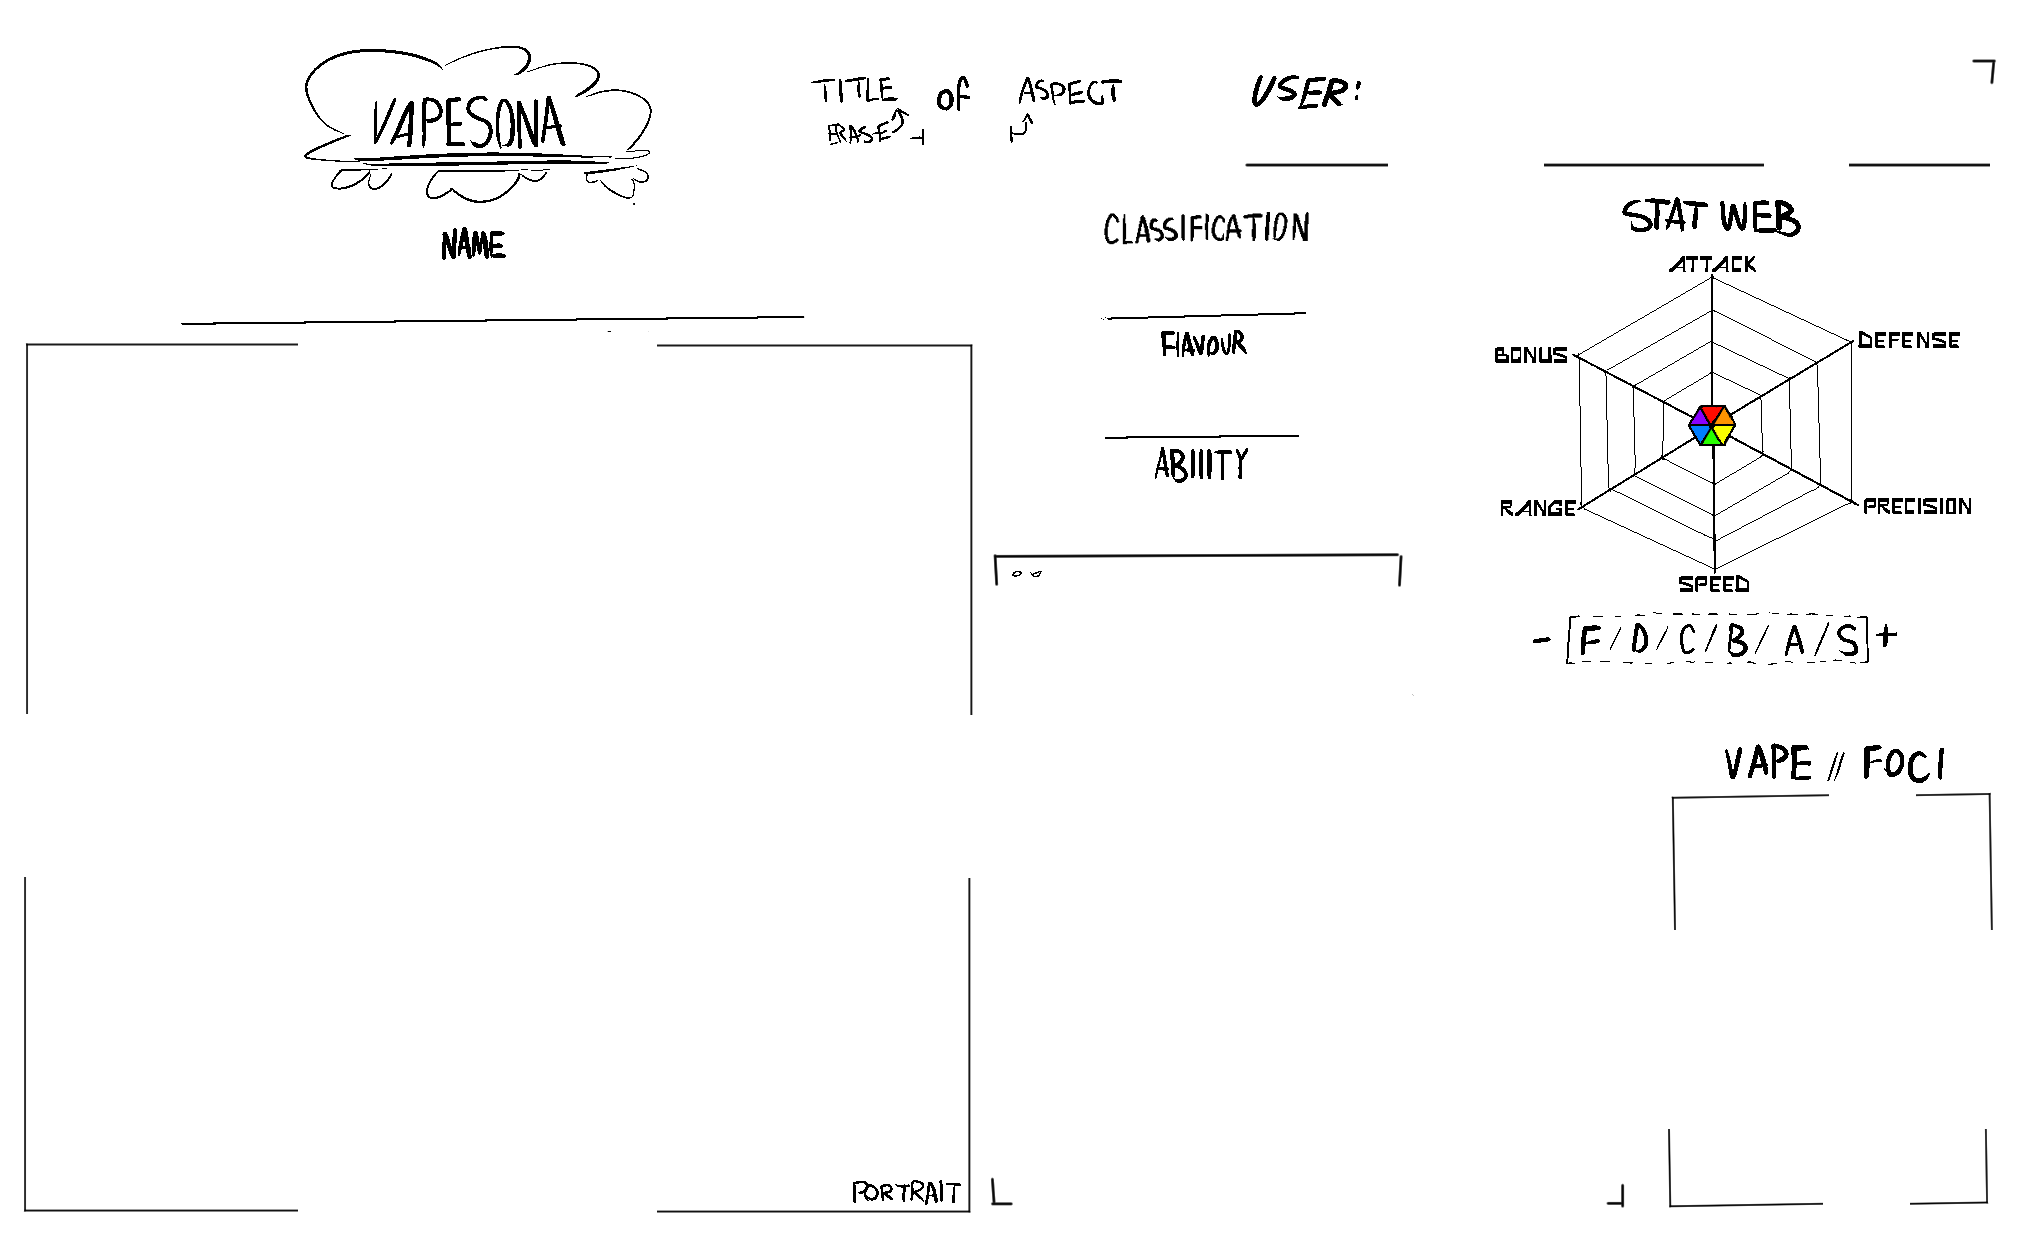 VAPESONA
TITLE of ASPECT
ERASE
USER:
NAME
CLASSIFICATION
FlAVOUR
ABIlITY
STAT WEB
ATTACK
BONUS
DEFENSE
RANGE
PRECISION
SPEED
- [F/D/C/B/A/S] +
VAPE // FOCI
PORTRAIT